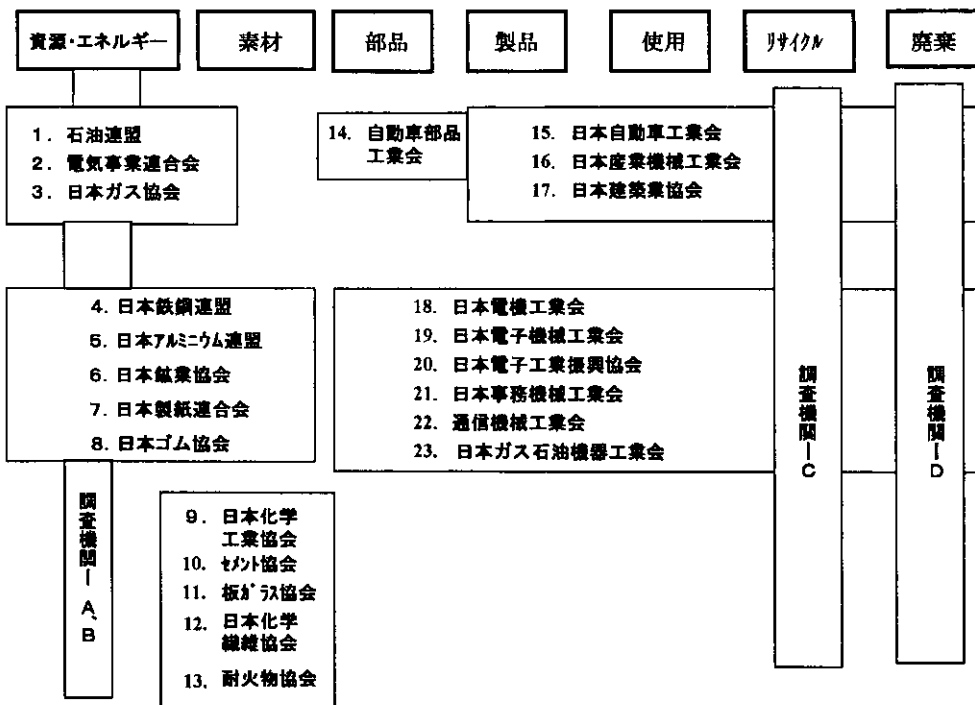 資源・エネルギー
素材
部品
製品
使用
ﾘｻｲｸﾙ
廃棄
1．石油連盟
2．電気事業連合会
3．日本ガス協会
14. 自動車部品
工業会
15. 日本自動車工業会
16. 日本産業機械工業会
17. 日本建築業協会
4. 日本鉄鋼連盟
5. 日本ｱﾙﾐﾆｳﾑ連盟
6. 日本鉱業協会
7. 日本製紙連合会
8. 日本ゴム協会
18. 日本電機工業会
19. 日本電子機械工業会
20. 日本電子工業振興協会
21. 日本事務機械工業会
22. 通信機械工業会
23. 日本ガス石油機器工業会
調査機関ーA、B
9．日本化学
工業協会
10. ｾﾒﾝﾄ協会
11. 板ｶﾞﾗｽ協会
12. 日本化学
繊維協会
13. 耐火物協会
調査機関ーC
調査機関ーD